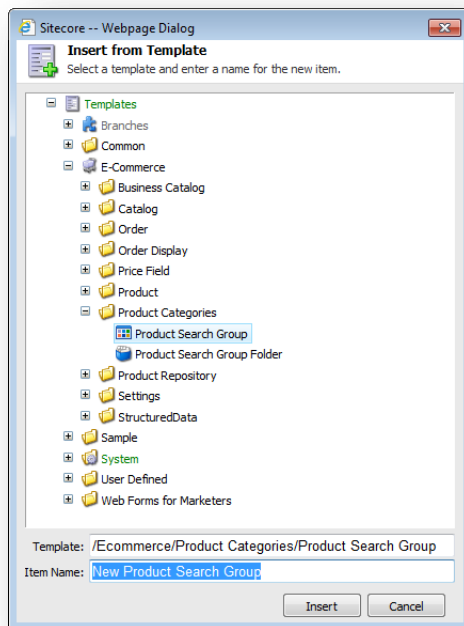 Sitecore -- Webpage Dialog
Insert from Template
Select a template and enter a name for the new item.
Templates
Branches
Common
E-Commerce
Business Catalog
Catalog
Order
Order Display
Price Field
Product
Product Categories
Product Search Group
Product Search Group Folder
Product Repository
Settings
StructuredData
Sample
System
User Defined
Web Forms for Marketers
Template: /Ecommerce/Product Categories/Product Search Group
Item Name: New Product Search Group
Insert Cancel